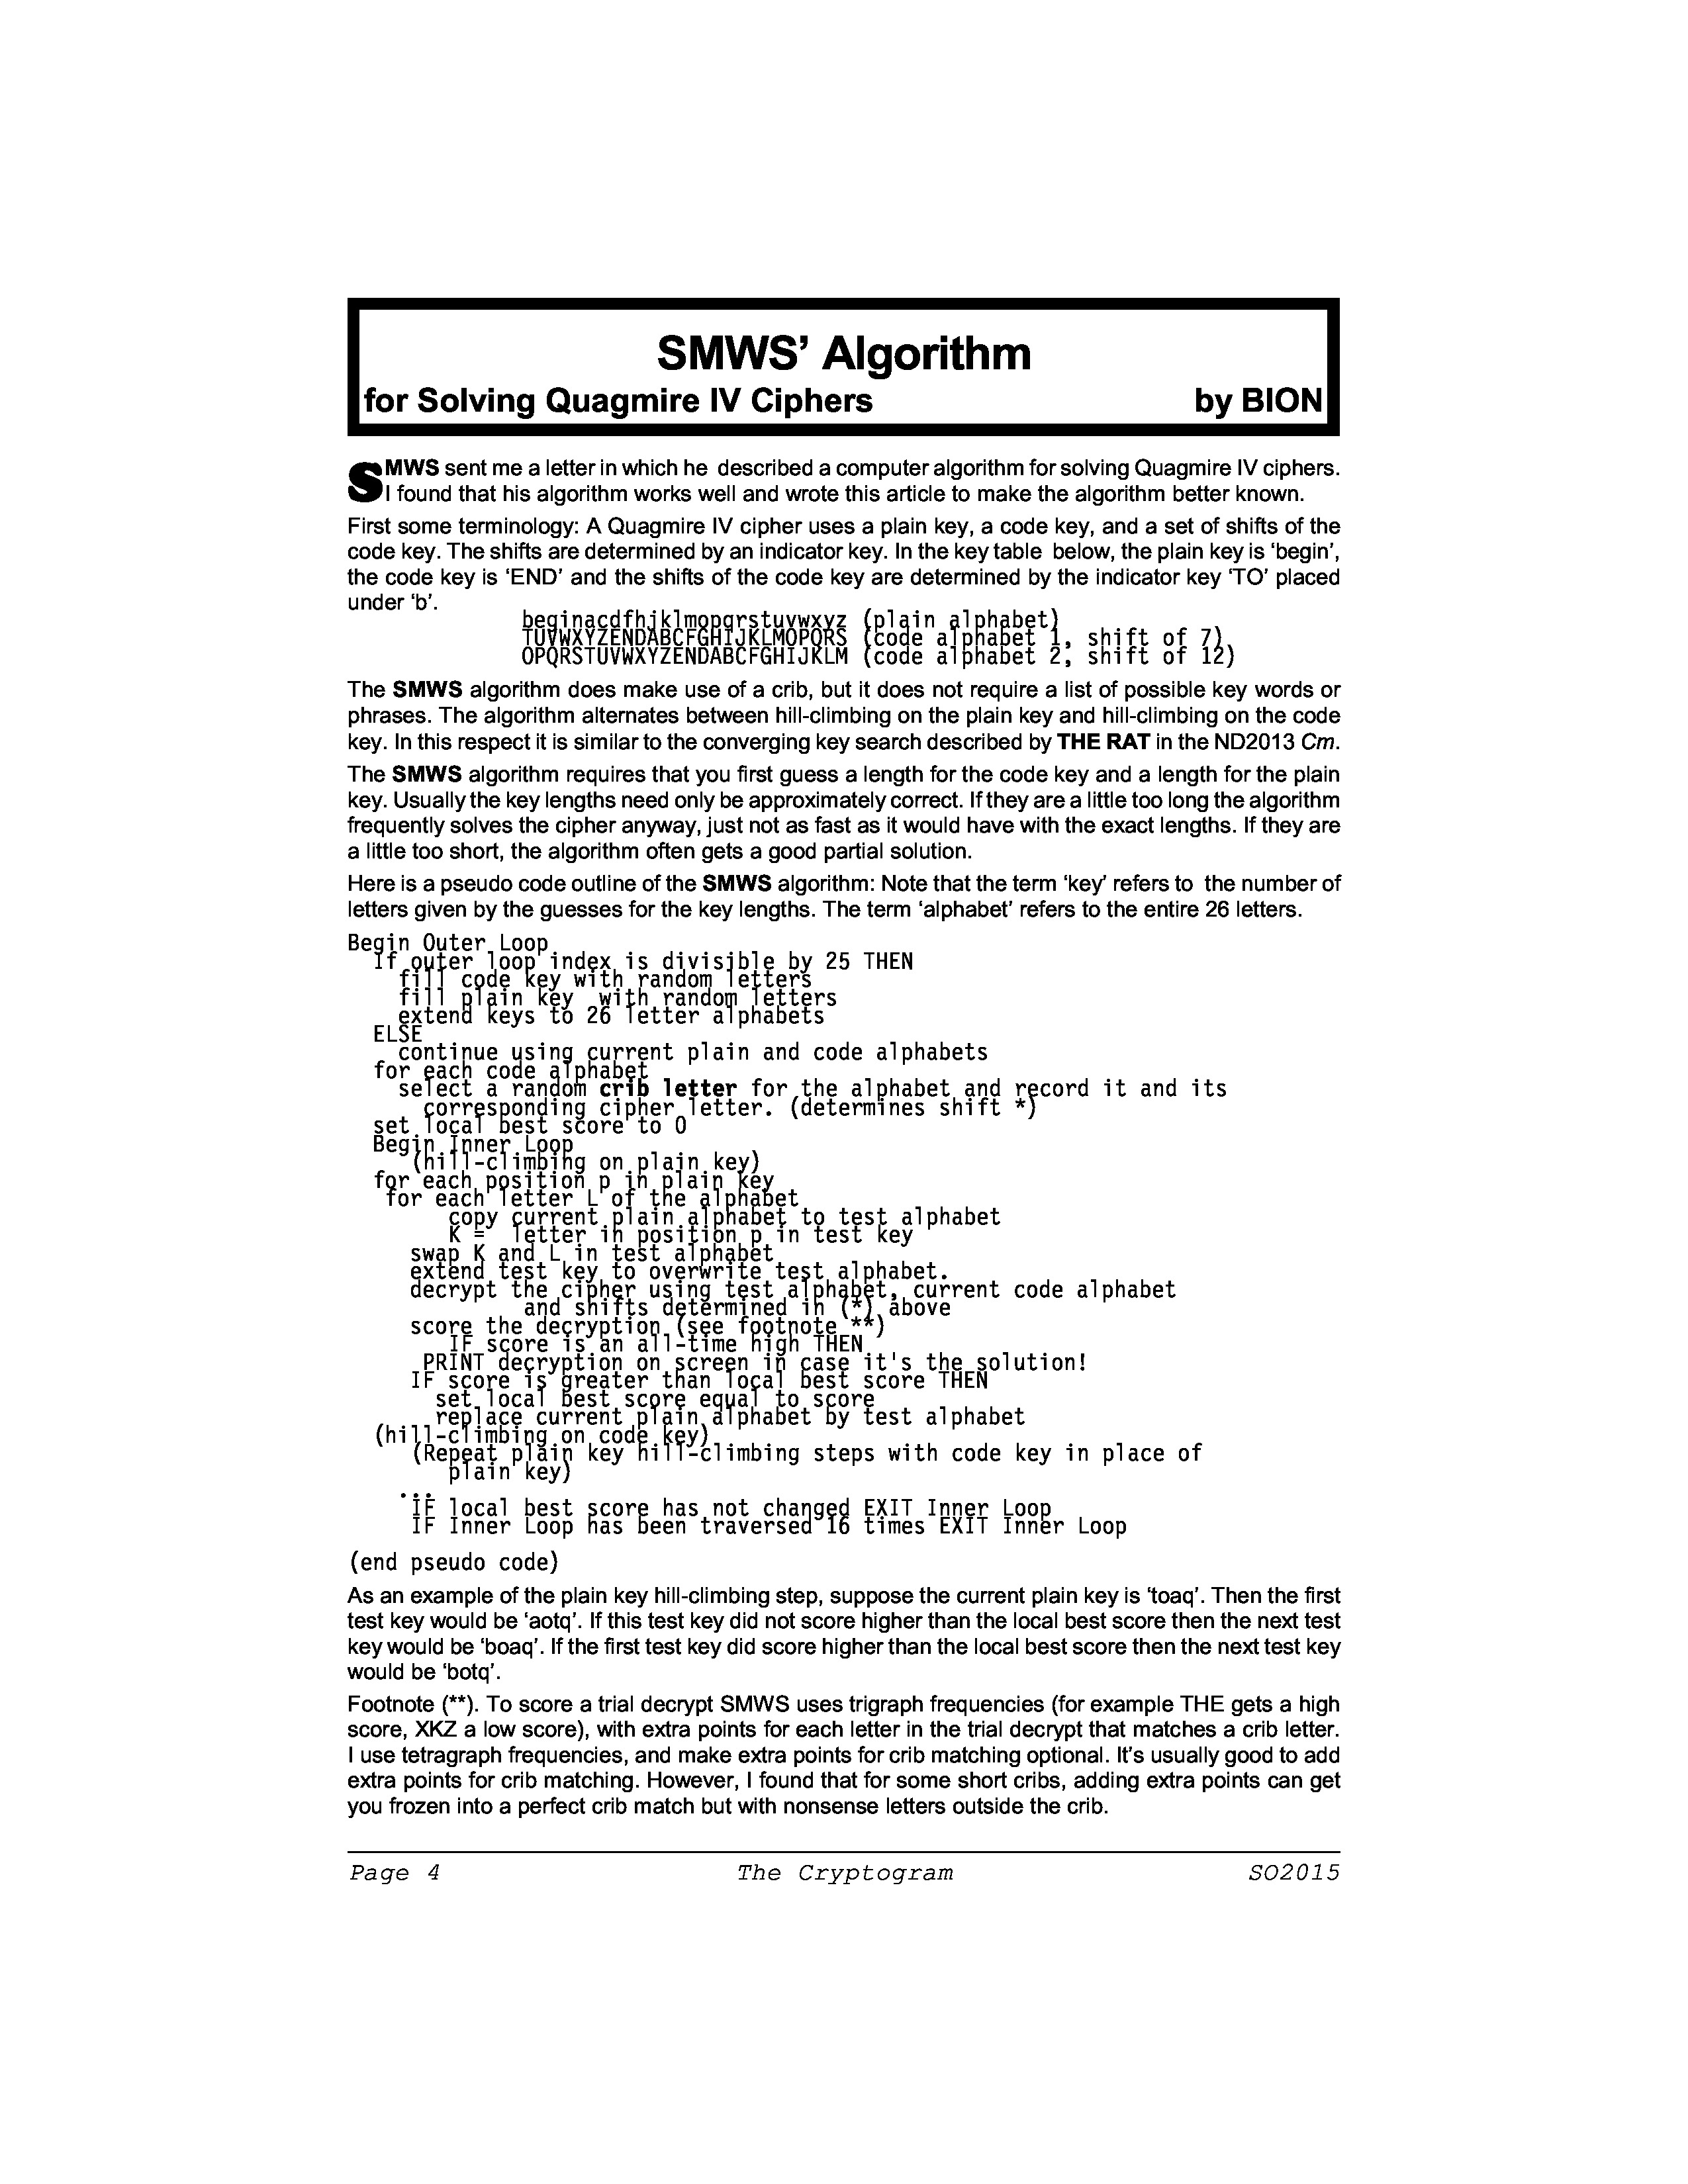 SMWS’ Algorithm
for Solving Quagmire IV Ciphers by BION
SMWS sent me a letter in which he described a computer algorithm for solving Quagmire IV ciphers.
I found that his algorithm works well and wrote this article to make the algorithm better known.
First some terminology: A Quagmire IV cipher uses a plain key, a code key, and a set of shifts of the
code key. The shifts are determined by an indicator key. In the key table below, the plain key is ‘begin’,
the code key is ‘END’ and the shifts of the code key are determined by the indicator key ‘TO’ placed
under ‘b’.
beginacdfhjklmopqrstuvwxyz (plain alphabet)
TUVWXYZENDABCFGHIJKLMOPQRS (code alphabet 1, shift of 7)
OPQRSTUVWXYZENDABCFGHIJKLM (code alphabet 2, shift of 12)
The SMWS algorithm does make use of a crib, but it does not require a list of possible key words or
phrases. The algorithm alternates between hill-climbing on the plain key and hill-climbing on the code
key. In this respect it is similar to the converging key search described by THE RAT in the ND2013 Cm.
The SMWS algorithm requires that you first guess a length for the code key and a length for the plain
key. Usually the key lengths need only be approximately correct. If they are a little too long the algorithm
frequently solves the cipher anyway, just not as fast as it would have with the exact lengths. If they are
a little too short, the algorithm often gets a good partial solution.
Here is a pseudo code outline of the SMWS algorithm: Note that the term ‘key’ refers to the number of
letters given by the guesses for the key lengths. The term ‘alphabet’ refers to the entire 26 letters.
Begin Outer Loop
If outer loop index is divisible by 25 THEN
fill code key with random letters
fill plain key with random letters
extend keys to 26 letter alphabets
ELSE
continue using current plain and code alphabets
for each code alphabet
select a random crib letter for the alphabet and record it and its
corresponding cipher letter. (determines shift *)
set local best score to 0
Begin Inner Loop
(hill-climbing on plain key)
for each position p in plain key
for each letter L of the alphabet
copy current plain alphabet to test alphabet
K = letter in position p in test key
swap K and L in test alphabet
extend test key to overwrite test alphabet.
decrypt the cipher using test alphabet, current code alphabet
and shifts determined in (*) above
score the decryption (see footnote **)
IF score is an all-time high THEN
PRINT decryption on screen in case it's the solution!
IF score is greater than local best score THEN
set local best score equal to score
replace current plain alphabet by test alphabet
(hill-climbing on code key)
(Repeat plain key hill-climbing steps with code key in place of
plain key)
...
IF local best score has not changed EXIT Inner Loop
IF Inner Loop has been traversed 16 times EXIT Inner Loop
(end pseudo code)
As an example of the plain key hill-climbing step, suppose the current plain key is ‘toaq’. Then the first
test key would be ‘aotq’. If this test key did not score higher than the local best score then the next test
key would be ‘boaq’. If the first test key did score higher than the local best score then the next test key
would be ‘botq’.
Footnote (**). To score a trial decrypt SMWS uses trigraph frequencies (for example THE gets a high
score, XKZ a low score), with extra points for each letter in the trial decrypt that matches a crib letter.
I use tetragraph frequencies, and make extra points for crib matching optional. It’s usually good to add
extra points for crib matching. However, I found that for some short cribs, adding extra points can get
you frozen into a perfect crib match but with nonsense letters outside the crib.
Page 4 The Cryptogram SO2015